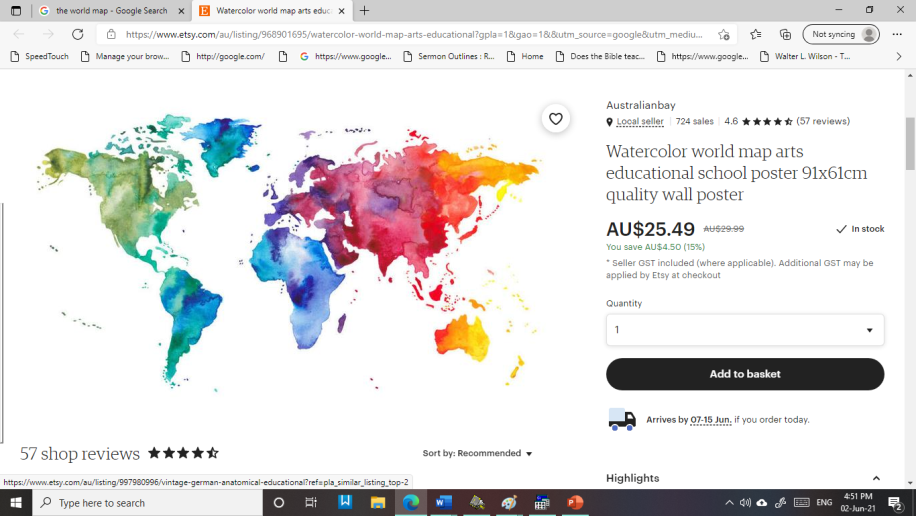 the world map - Google Search
Watercolor world map arts educ
https://www.etsy.com/au/listing/968901695/watercolor-world-map-arts-educational?gpla=1&gao=1&&utm_source=google&utm_mediu...
Not syncing
SpeedTouch
Manage your brow...
http://google.com/
https://www.google...
Sermon Outlines : R...
Home
Does the Bible teac...
https://www.google...
Walter L. Wilson - T...
Australianbay
Local seller | 724 sales | 4.6 ★★★★★ (57 reviews)
Watercolor world map arts
educational school poster 91x61cm
quality wall poster
AU$25.49 AU$29.99 ✓ In stock
You save AU$4.50 (15%)
* Seller GST included (where applicable). Additional GST may be
applied by Etsy at checkout
Quantity
1
Add to basket
Arrives by 07-15 Jun. if you order today.
57 shop reviews
Sort by: Recommended
Highlights
https://www.etsy.com/au/listing/997980996/vintage-german-anatomical-educational?ref=pla_similar_listing_top-2
Type here to search
ENG
4:51 PM
02-Jun-21
2